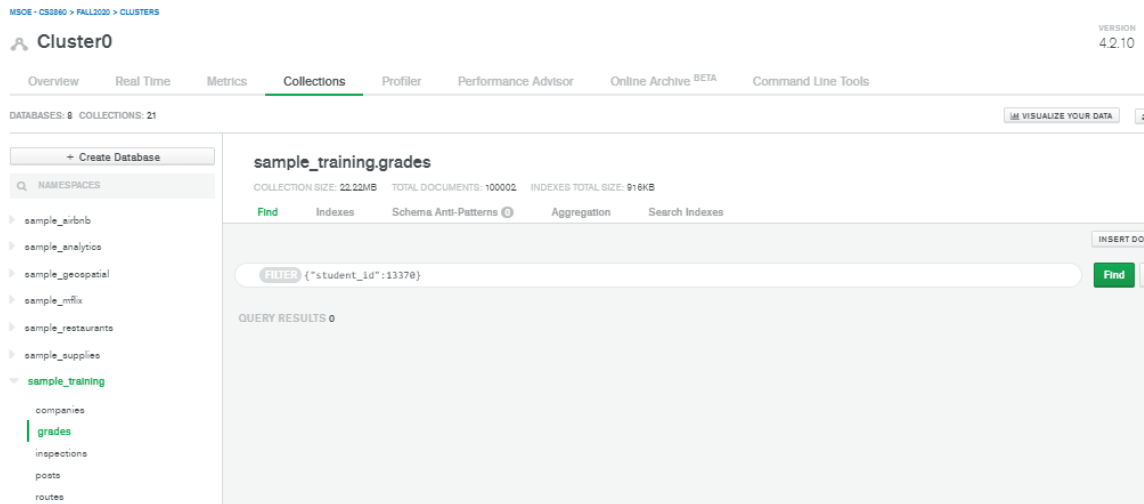 MSOE - CS3860 > FALL2020 > CLUSTERS
VERSION
Cluster0
4.2.10
Overview Real Time Metrics Collections Profiler Performance Advisor Online Archive BETA Command Line Tools
DATABASES: 8 COLLECTIONS: 21
VISUALIZE YOUR DATA
+ Create Database
NAMESPACES
sample_airbnb
sample_analytics
sample_geospatial
sample_mflix
sample_restaurants
sample_supplies
sample_training
companies
grades
inspections
posts
routes
sample_training.grades
COLLECTION SIZE: 22.22MB TOTAL DOCUMENTS: 100002 INDEXES TOTAL SIZE: 916KB
Find Indexes Schema Anti-Patterns 0 Aggregation Search Indexes
INSERT DO
FILTER {"student_id":13370}
Find
QUERY RESULTS 0